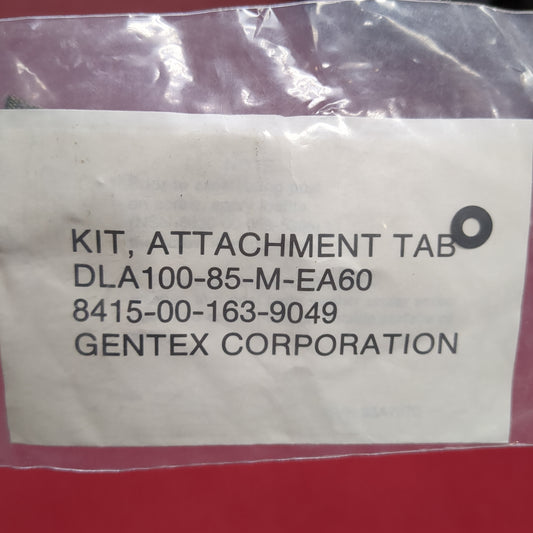 KIT, ATTACHMENT TAB
DLA100-85-M-EA60
8415-00-163-9049
GENTEX CORPORATION